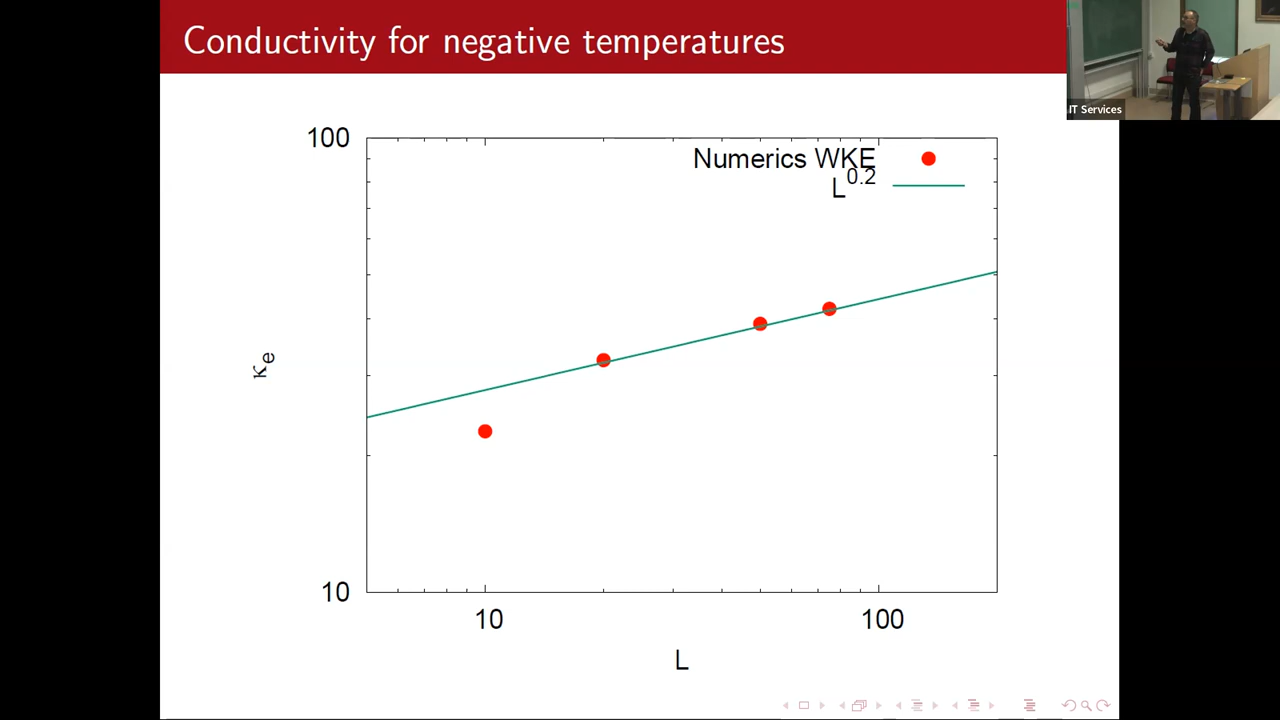 Conductivity for negative temperatures
IT Services
100
Numerics WKE
L^0.2
κe
10
10
100
L